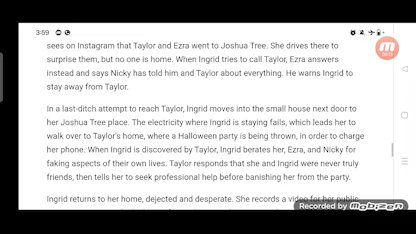 3:59
00:03
sees on Instagram that Taylor and Ezra went to Joshua Tree. She drives there to
surprise them, but no one is home. When Ingrid tries to call Taylor, Ezra answers
instead and says Nicky has told him and Taylor about everything. He warns Ingrid to
stay away from Taylor.
In a last-ditch attempt to reach Taylor, Ingrid moves into the small house next door to
her Joshua Tree place. The electricity where Ingrid is staying fails, which leads her to
walk over to Taylor's home, where a Halloween party is being thrown, in order to charge
her phone. When Ingrid is discovered by Taylor, Ingrid berates her, Ezra, and Nicky for
faking aspects of their own lives. Taylor responds that she and Ingrid were never truly
friends, then tells her to seek professional help before banishing her from the party.
Ingrid returns to her home, dejected and desperate. She records a video for her public
Recorded by MOBIZEN